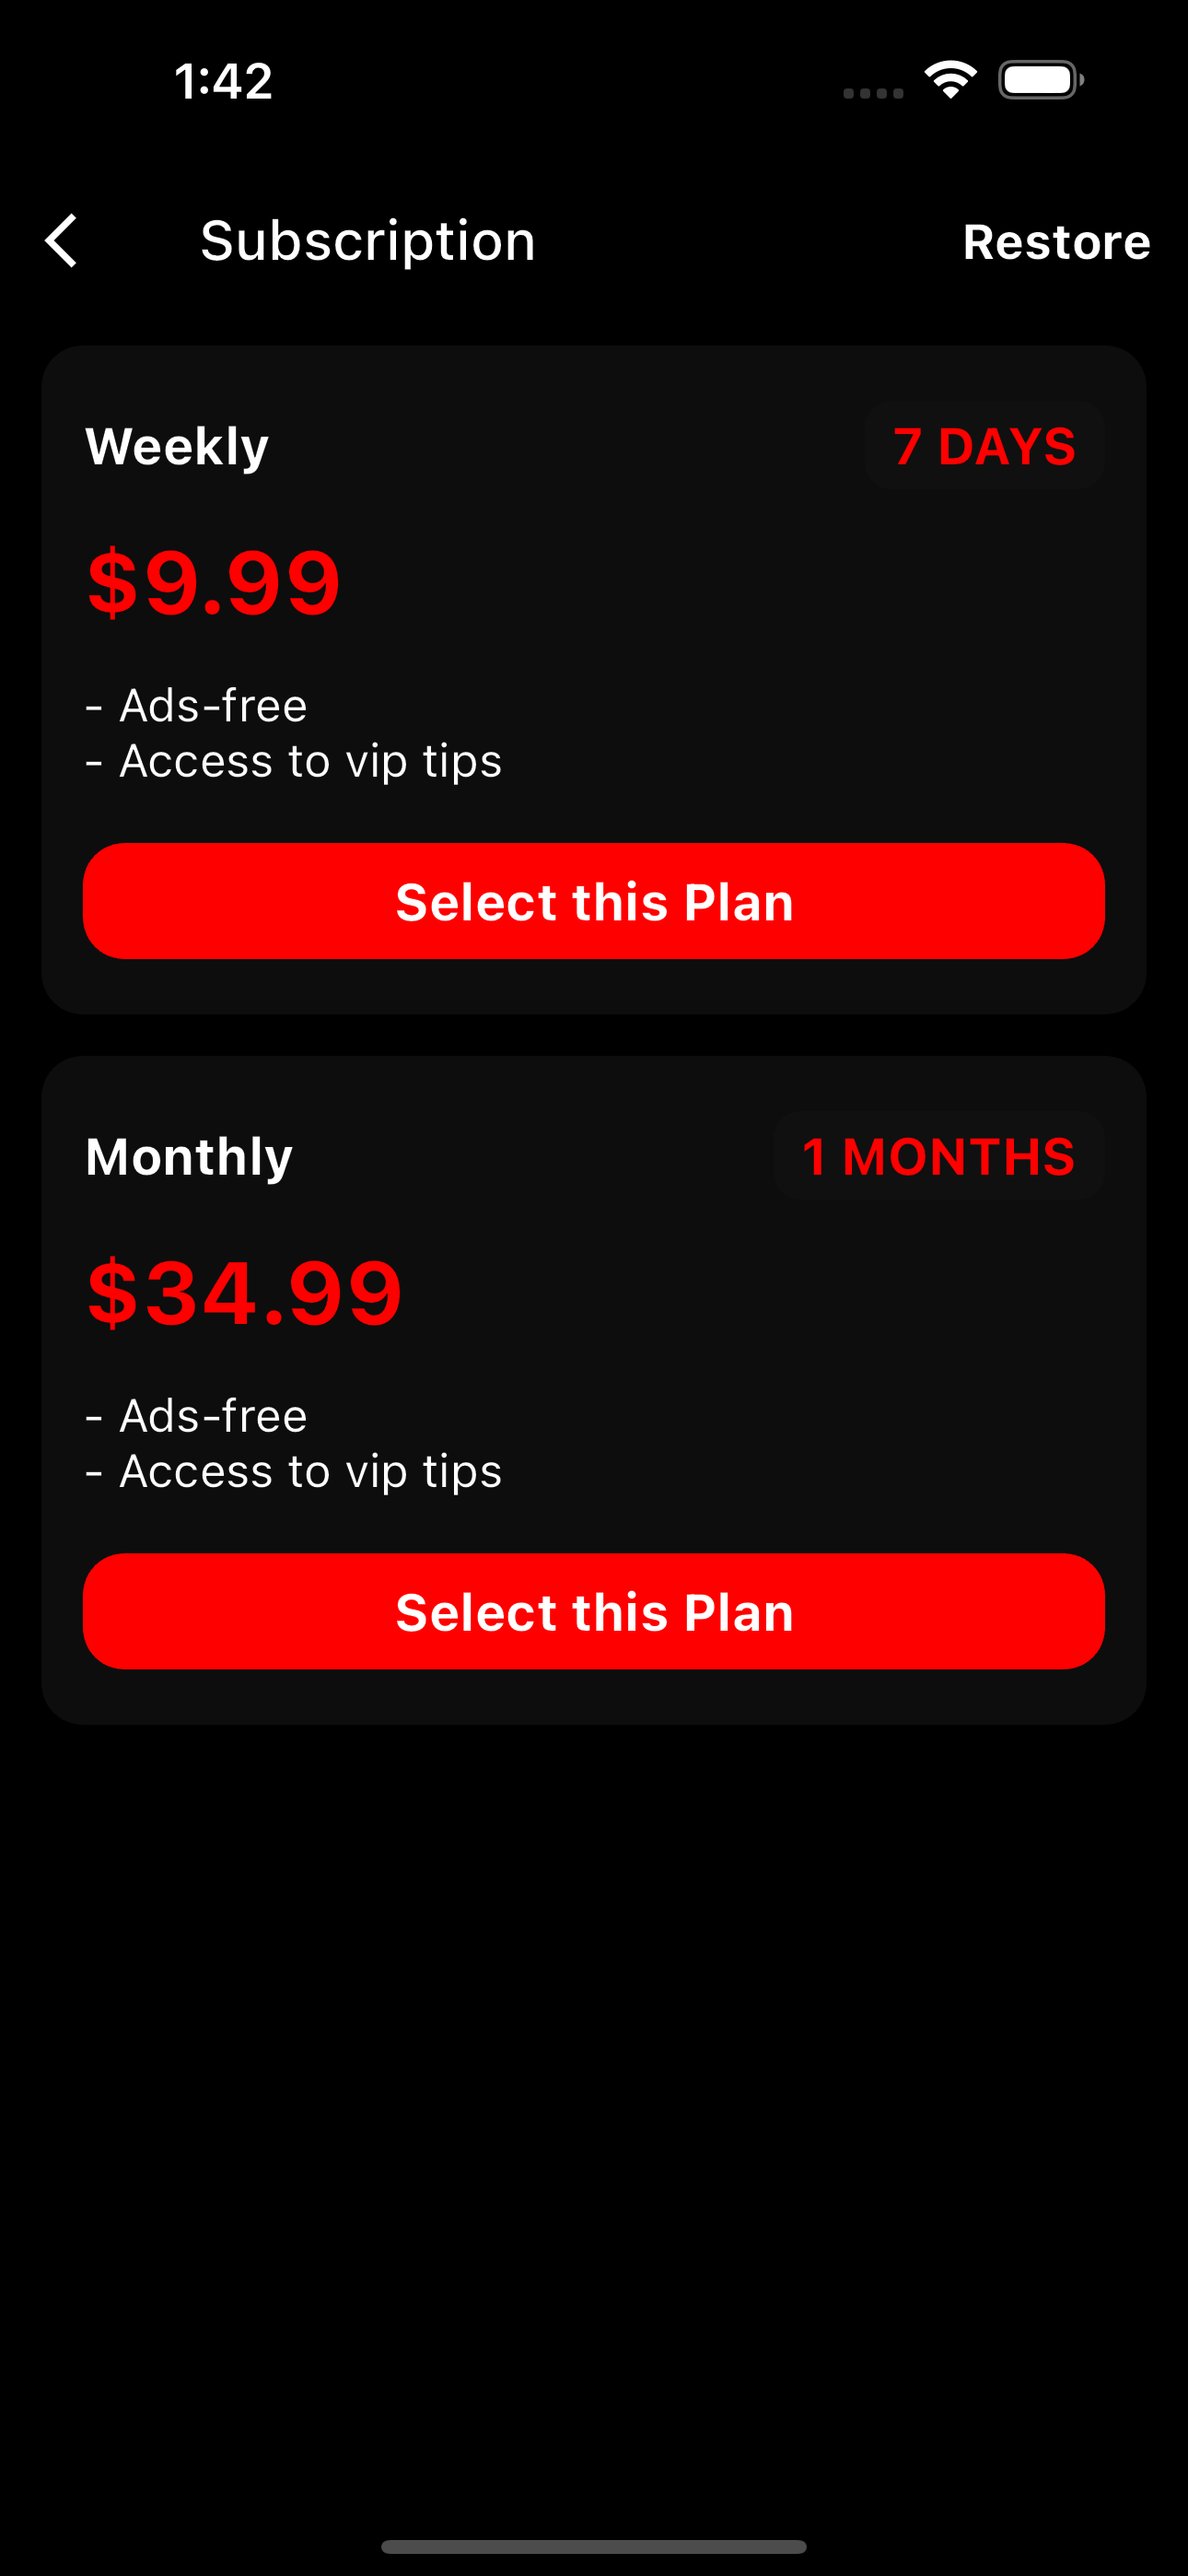 1:42
Subscription
Restore
Weekly
7 DAYS
$9.99
- Ads-free
- Access to vip tips
Select this Plan
Monthly
1 MONTHS
$34.99
- Ads-free
- Access to vip tips
Select this Plan